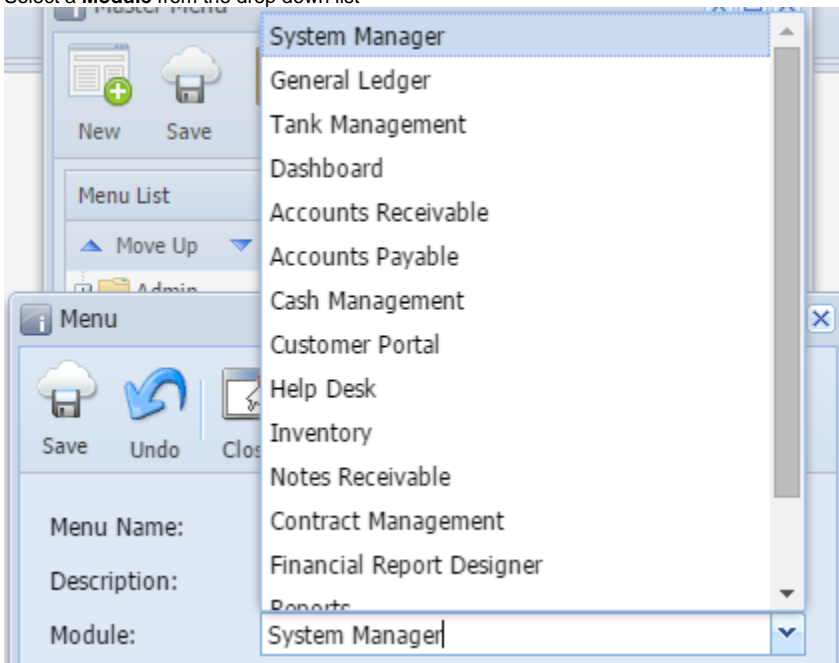 Select a Module from the drop down list
Master Menu
System Manager
General Ledger
Tank Management
Dashboard
Accounts Receivable
Accounts Payable
Cash Management
Customer Portal
Help Desk
Inventory
Notes Receivable
Contract Management
Financial Report Designer
Reports
New Save
Menu List
Move Up
Admin
Menu
Save Undo Clos
Menu Name:
Description:
Module: System Manager